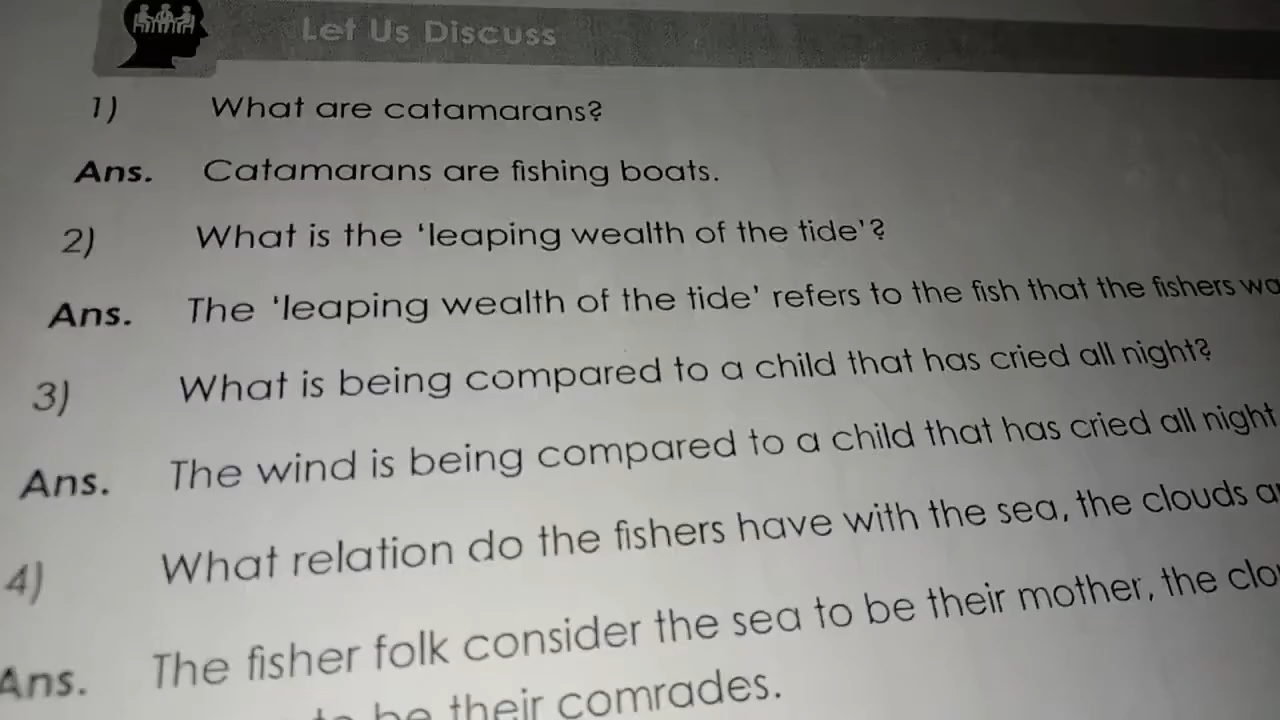 Let Us Discuss
1) What are catamarans?
Ans. Catamarans are fishing boats.
2) What is the 'leaping wealth of the tide'?
Ans. The 'leaping wealth of the tide' refers to the fish that the fishers
3) What is being compared to a child that has cried all night?
Ans. The wind is being compared to a child that has cried all night
4) What relation do the fishers have with the sea, the clouds
Ans. The fisher folk consider the sea to be their mother, the
to be their comrades.